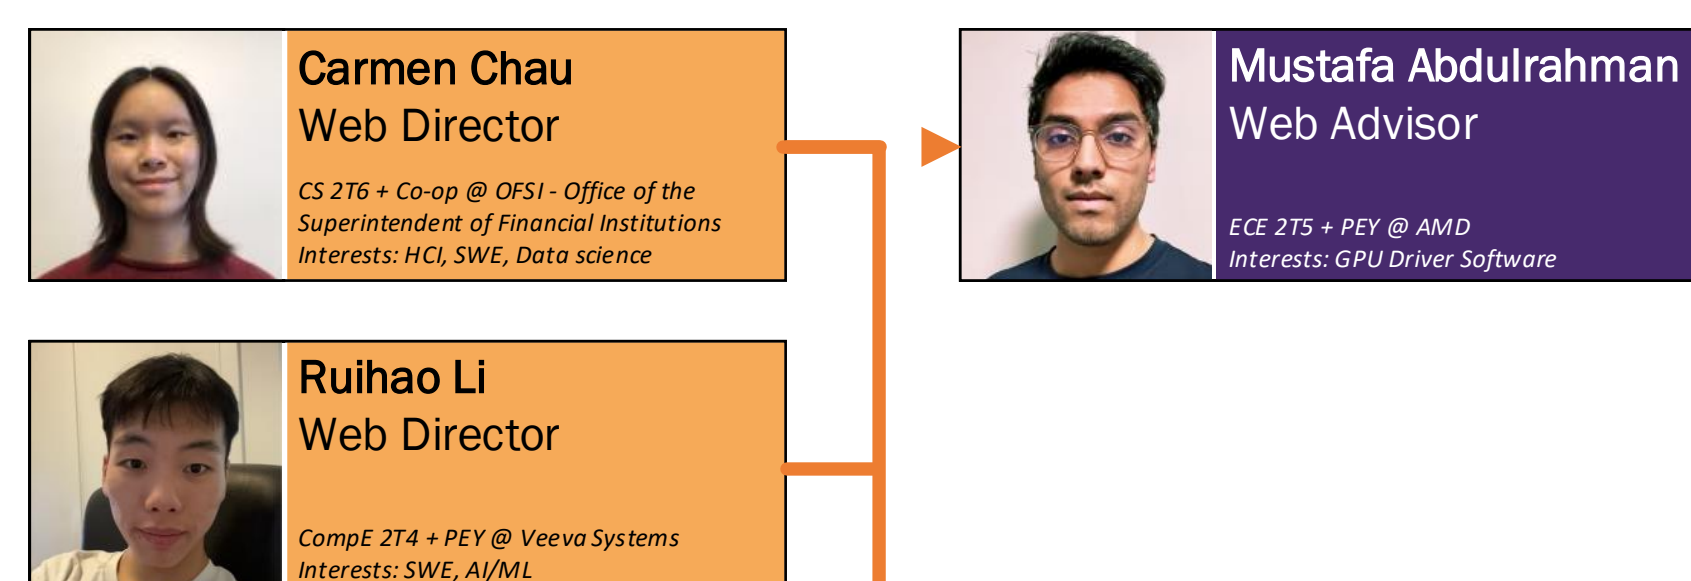 Carmen Chau
Web Director
CS 2T6 + Co-op @ OFSI - Office of the
Superintendent of Financial Institutions
Interests: HCI, SWE, Data science
Mustafa Abdulrahman
Web Advisor
ECE 2T5 + PEY @ AMD
Interests: GPU Driver Software
Ruihao Li
Web Director
CompE 2T4 + PEY @ Veeva Systems
Interests: SWE, AI/ML